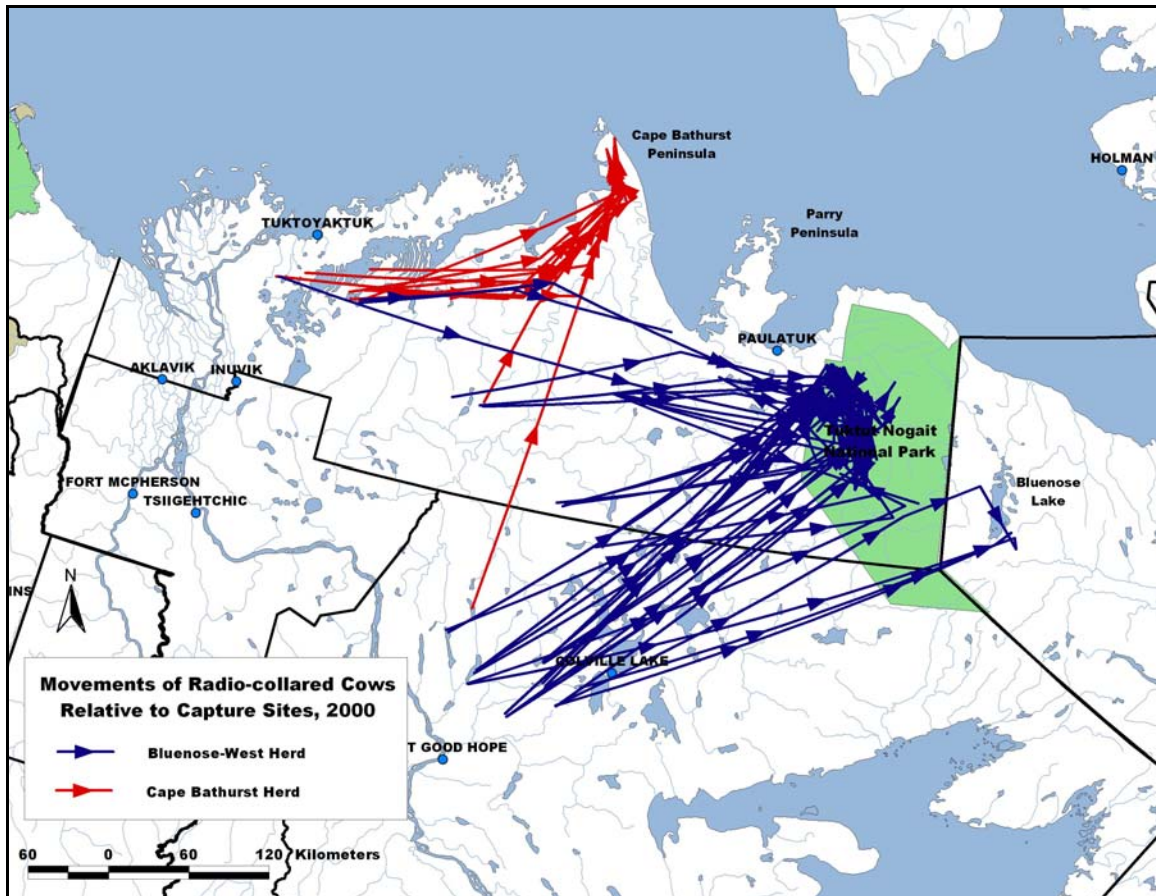 Cape Bathurst
Peninsula
HOLMAN
Parry
Peninsula
TUKTOYAKTUK
PAULATUK
AKLAVIK
INUVIK
Tuktut Nogait
National Park
FORT MCPHERSON
TSIIGEHTCHIC
Bluenose
Lake
INS
N
COLVILLE LAKE
Movements of Radio-collared Cows
Relative to Capture Sites, 2000
Bluenose-West Herd
Cape Bathurst Herd
T GOOD HOPE
60 0 60 120 Kilometers